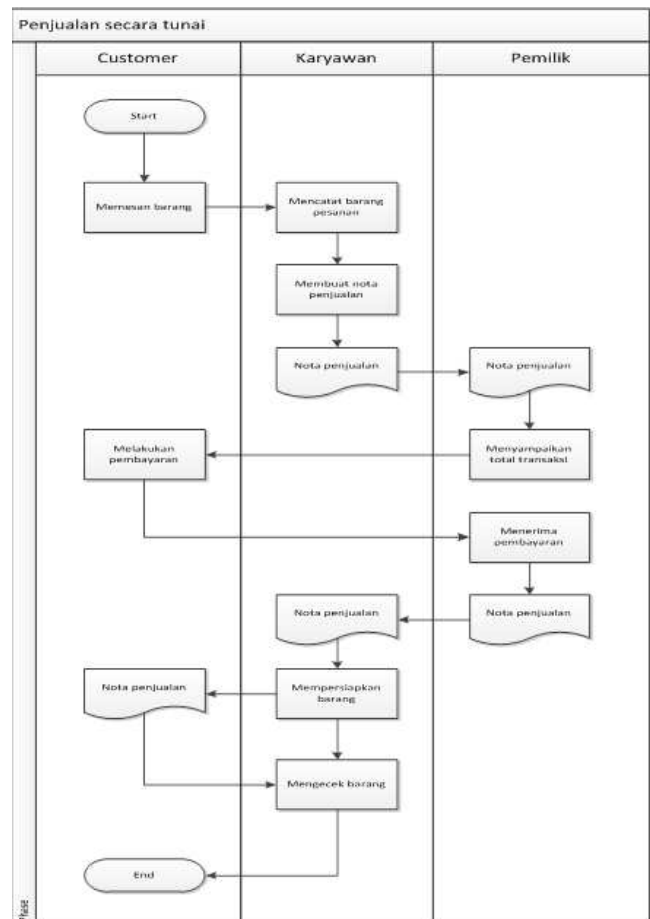 Penjualan secara tunai
Customer
Karyawan
Pemilik
Start
Memesan barang
Mencatat barang
pesanan
Membuat nota
penjualan
Nota penjualan
Nota penjualan
Melakukan
pembayaran
Menyampaikan
total transaksi
Menerima
pembayaran
Nota penjualan
Nota penjualan
Nota penjualan
Mempersiapkan
barang
Mengecek barang
End
Phase